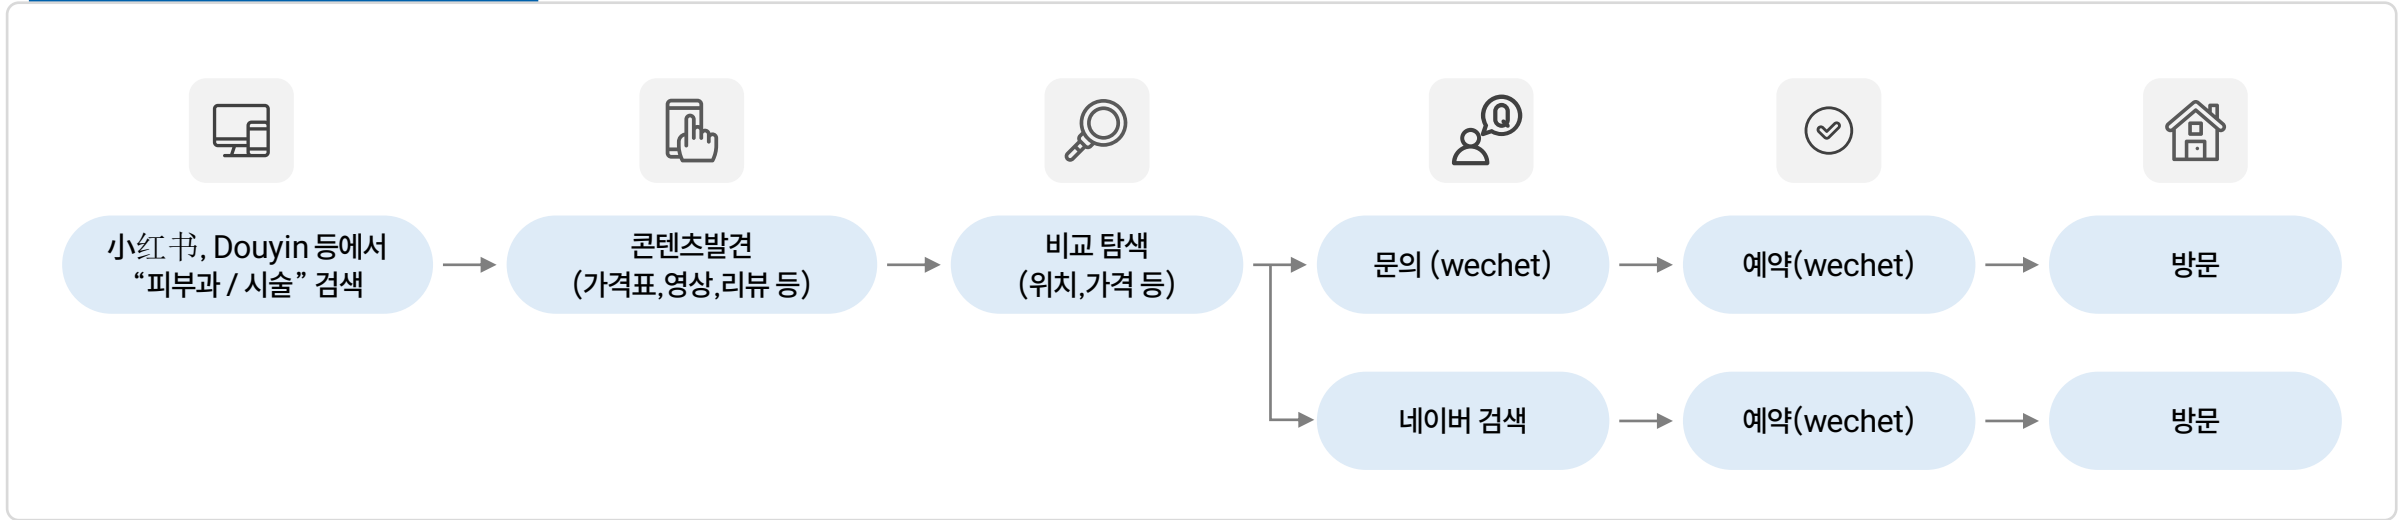 小红书, Douyin 등에서
“피부과 / 시술” 검색
콘텐츠발견
(가격표,영상,리뷰 등)
비교 탐색
(위치,가격 등)
Q
문의 (wechet)
예약(wechet)
방문
네이버 검색
예약(wechet)
방문